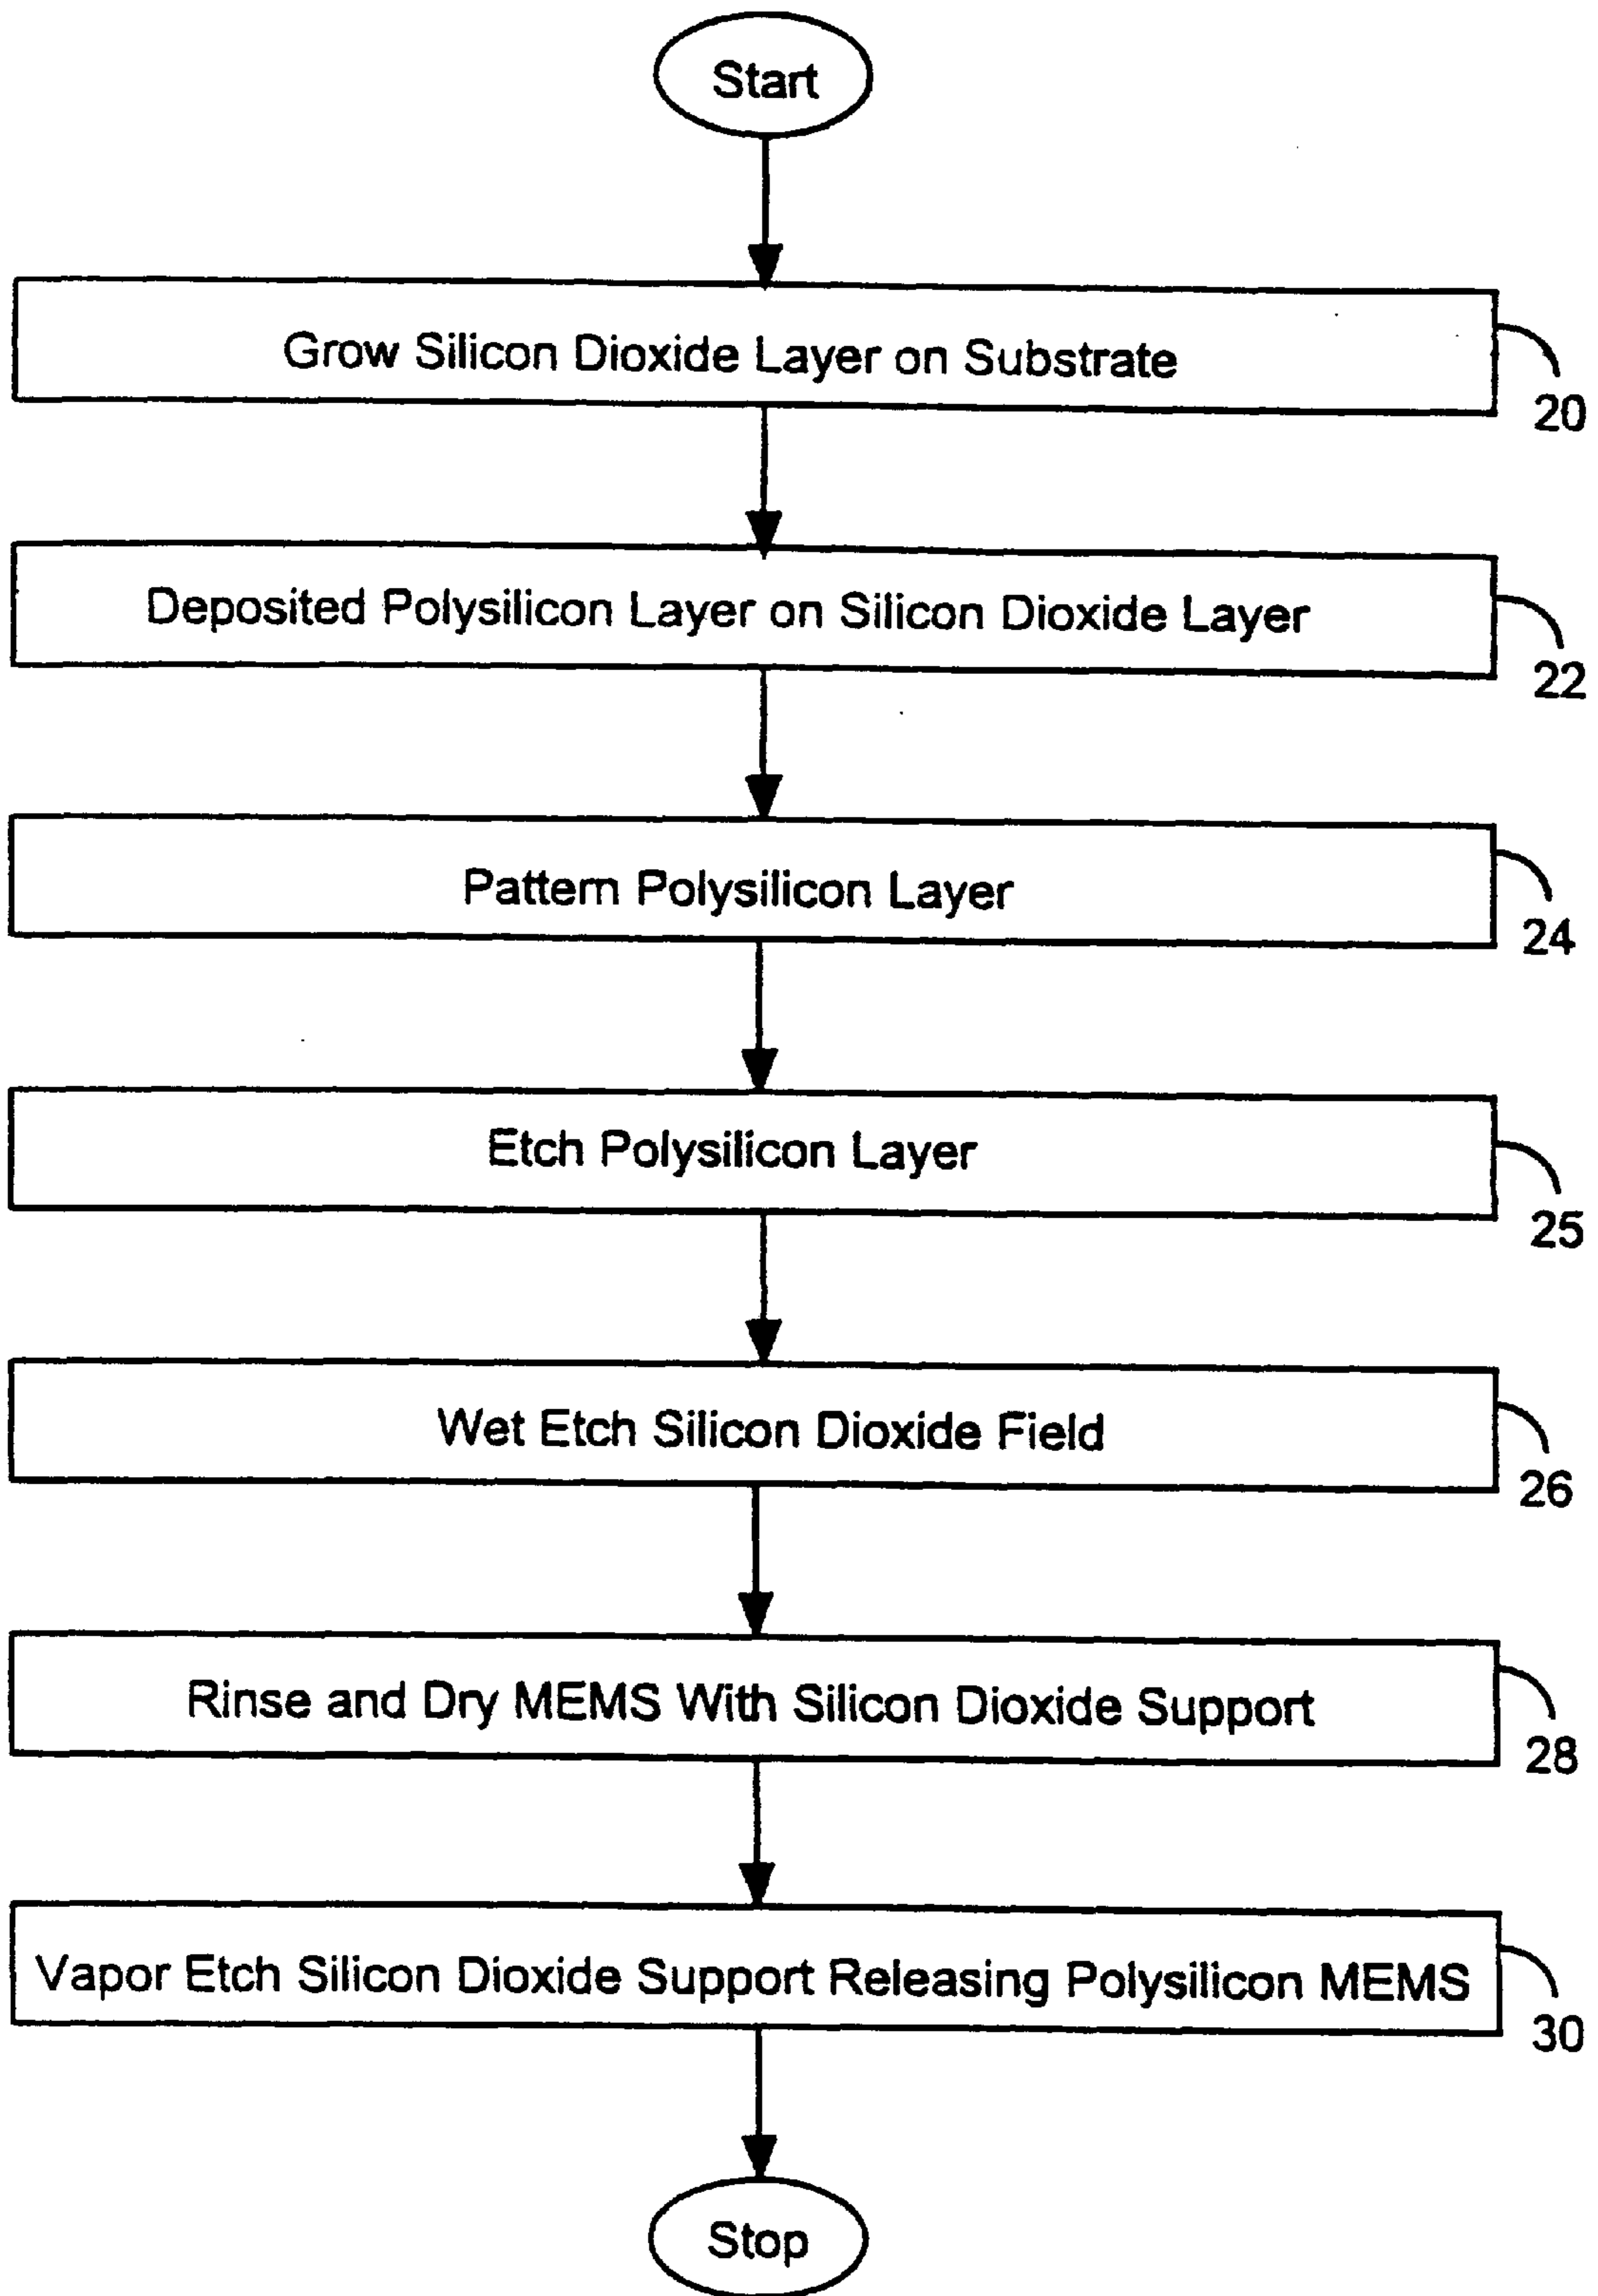 Start
Grow Silicon Dioxide Layer on Substrate
20
Deposited Polysilicon Layer on Silicon Dioxide Layer
22
Pattern Polysilicon Layer
24
Etch Polysilicon Layer
25
Wet Etch Silicon Dioxide Field
26
Rinse and Dry MEMS With Silicon Dioxide Support
28
Vapor Etch Silicon Dioxide Support Releasing Polysilicon MEMS
30
Stop